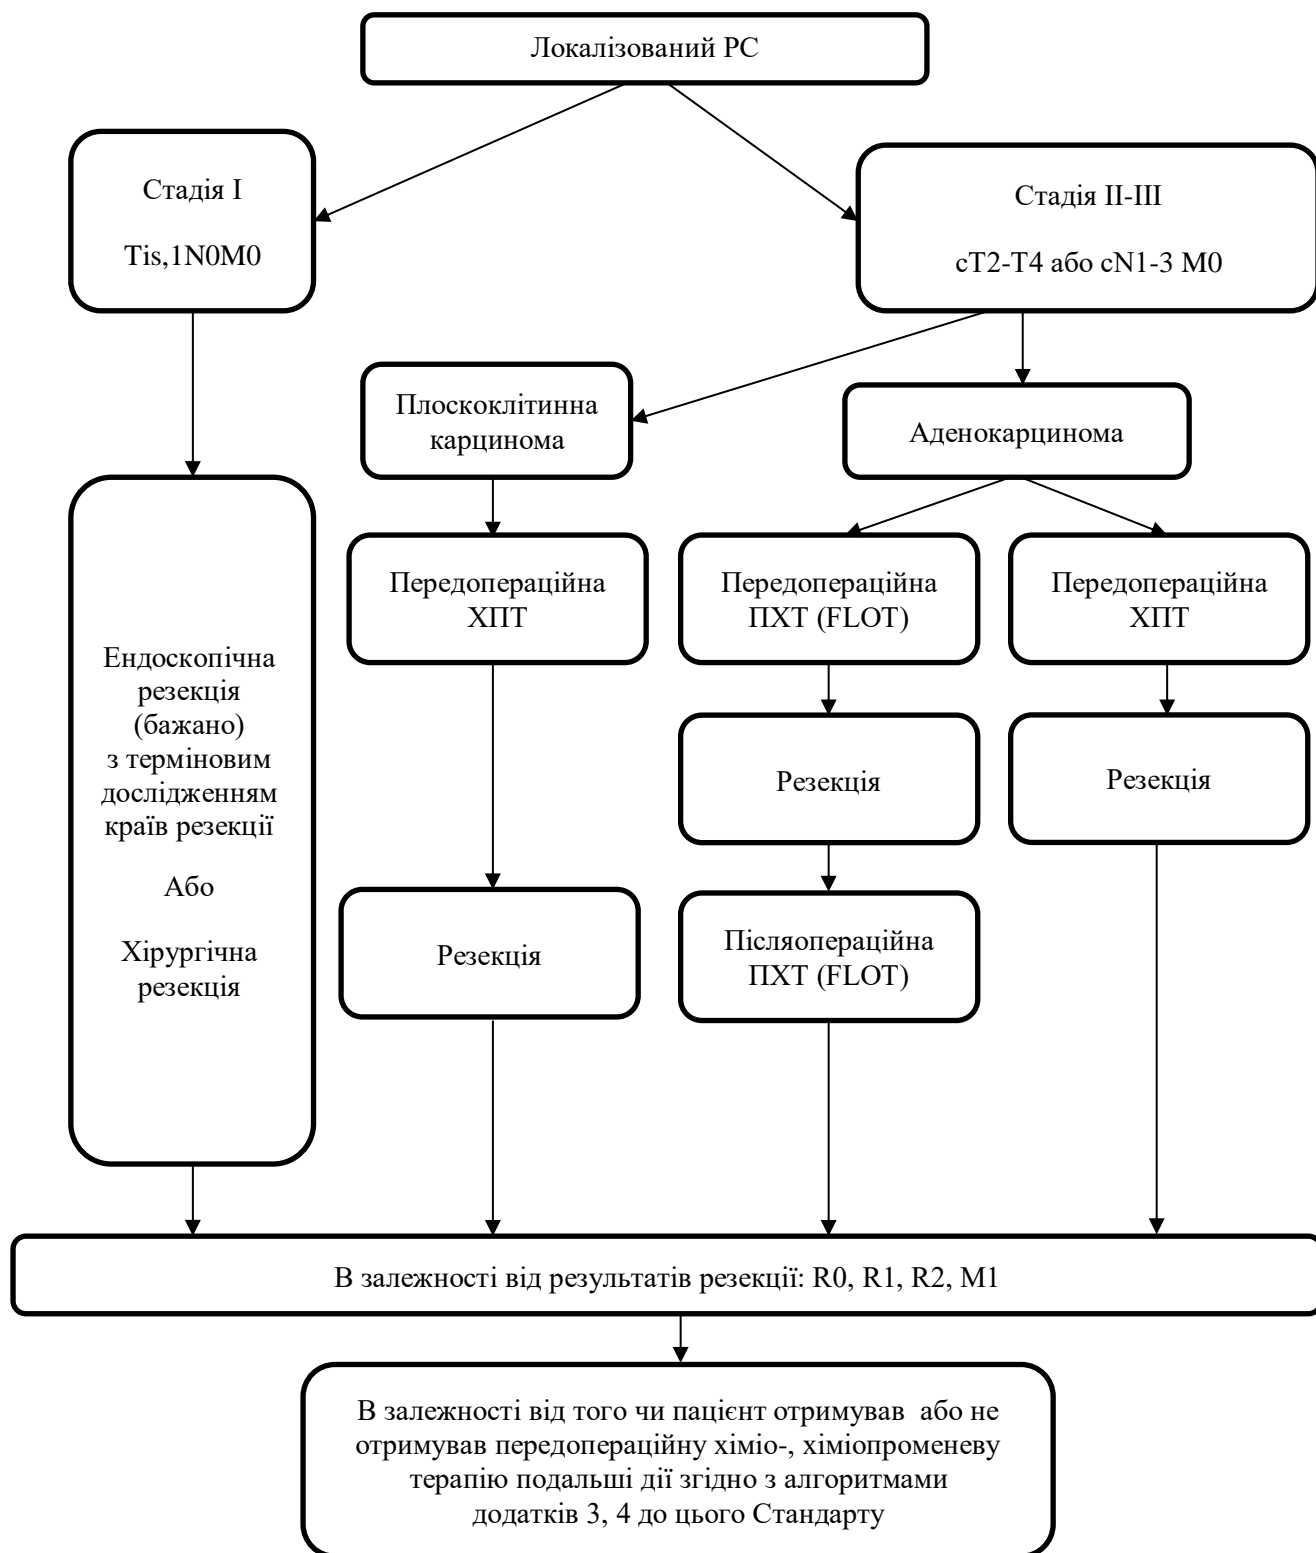 Локалізований РС
Стадія I
Tis,1N0M0
Стадія II-III
cT2-T4 або cN1-3 M0
Плоскоклітинна
карцинома
Аденокарцинома
Передопераційна
ХПТ
Передопераційна
ПХТ (FLOT)
Передопераційна
ХПТ
Ендоскопічна
резекція
(бажано)
з терміновим
дослідженням
країв резекції
Або
Хірургічна
резекція
Резекція
Резекція
Резекція
Післяопераційна
ПХТ (FLOT)
В залежності від результатів резекції: R0, R1, R2, M1
В залежності від того чи пацієнт отримував або не
отримував передопераційну хіміо-, хіміопроменеву
терапію подальші дії згідно з алгоритмами
додатків 3, 4 до цього Стандарту